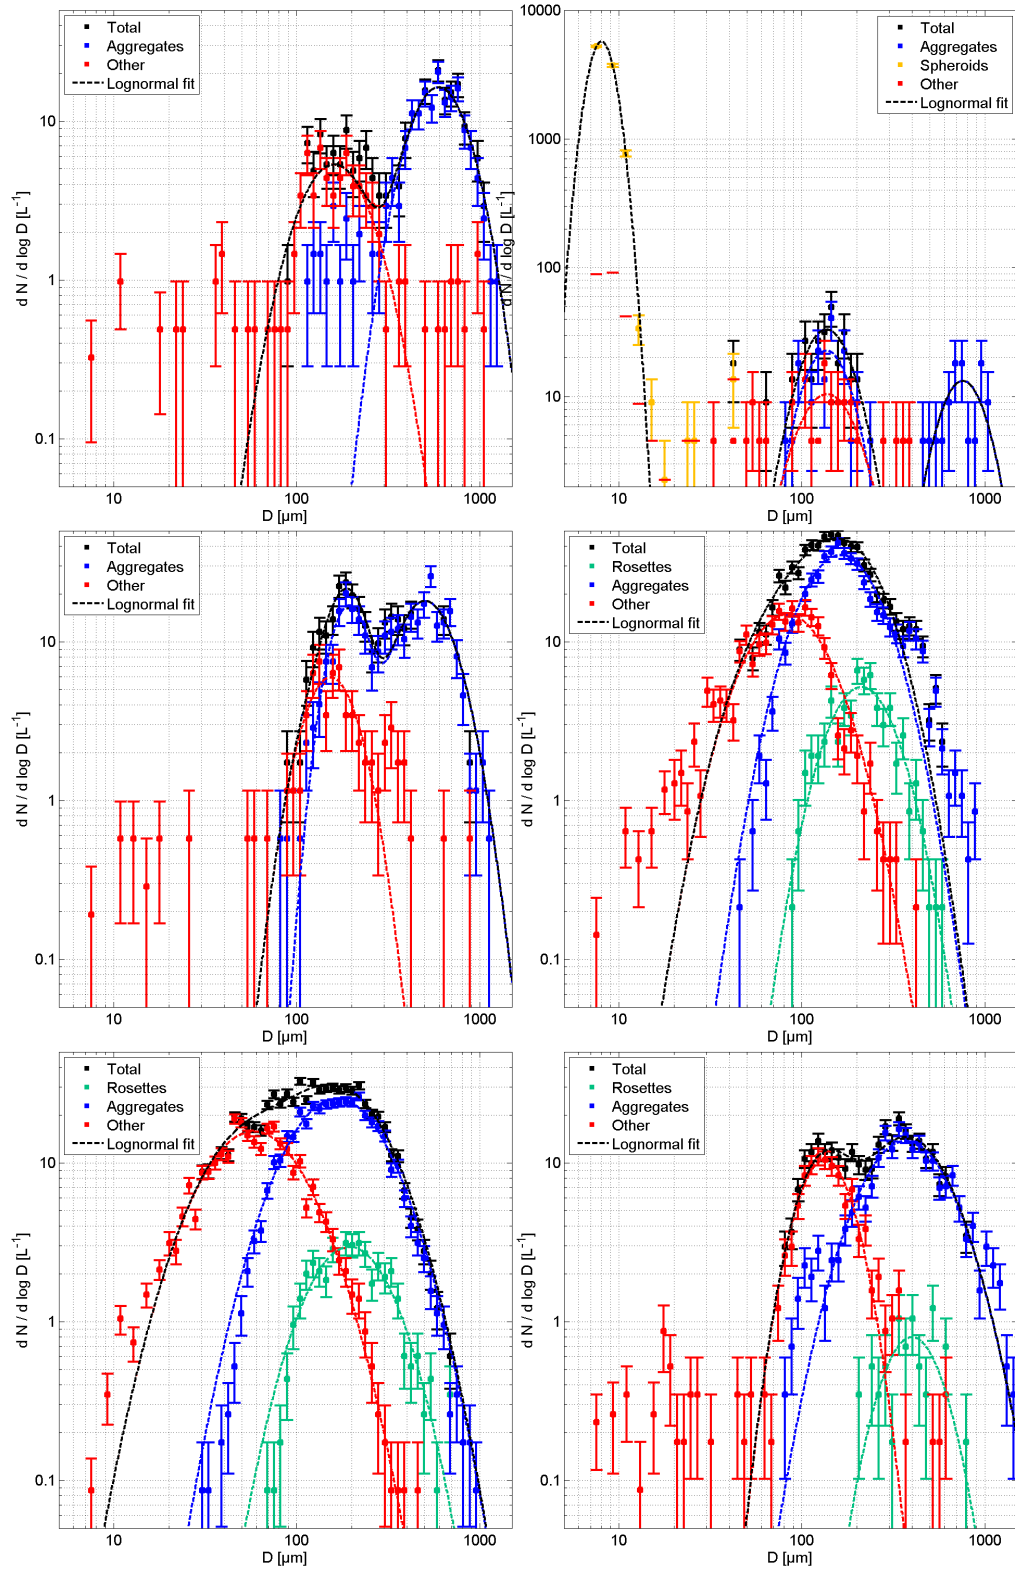 Total
Aggregates
Other
Lognormal fit
10
1
0.1
10
100
1000
d N / d log D [L⁻¹]
D [µm]
10000
Total
Aggregates
Spheroids
Other
Lognormal fit
1000
100
10
10
100
1000
d N / d log D [L⁻¹]
D [µm]
Total
Aggregates
Other
Lognormal fit
10
1
0.1
10
100
1000
d N / d log D [L⁻¹]
D [µm]
Total
Rosettes
Aggregates
Other
Lognormal fit
10
1
0.1
10
100
1000
d N / d log D [L⁻¹]
D [µm]
Total
Rosettes
Aggregates
Other
Lognormal fit
10
1
0.1
10
100
1000
d N / d log D [L⁻¹]
D [µm]
Total
Rosettes
Aggregates
Other
Lognormal fit
10
1
0.1
10
100
1000
d N / d log D [L⁻¹]
D [µm]